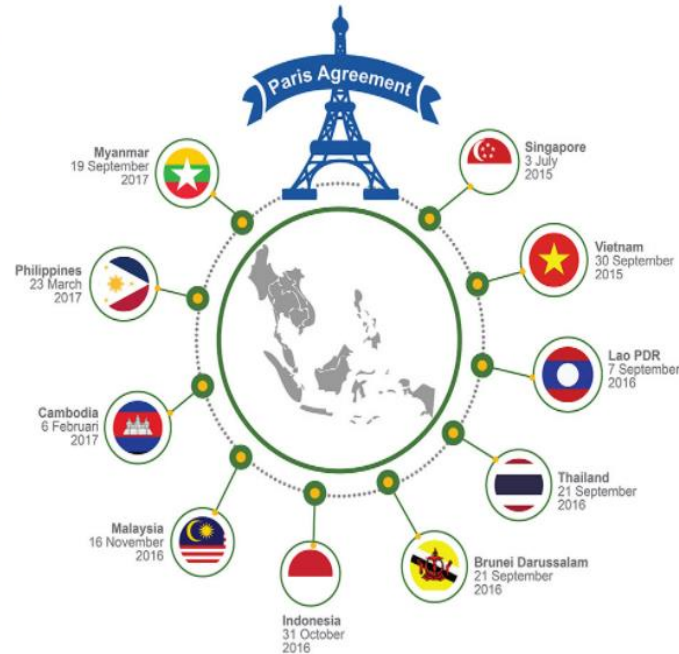 Paris Agreement
Singapore
3 July
2015
Vietnam
30 September
2015
Lao PDR
7 September
2016
Thailand
21 September
2016
Brunei Darussalam
21 September
2016
Indonesia
31 October
2016
Malaysia
16 November
2016
Cambodia
6 Februari
2017
Philippines
23 March
2017
Myanmar
19 September
2017